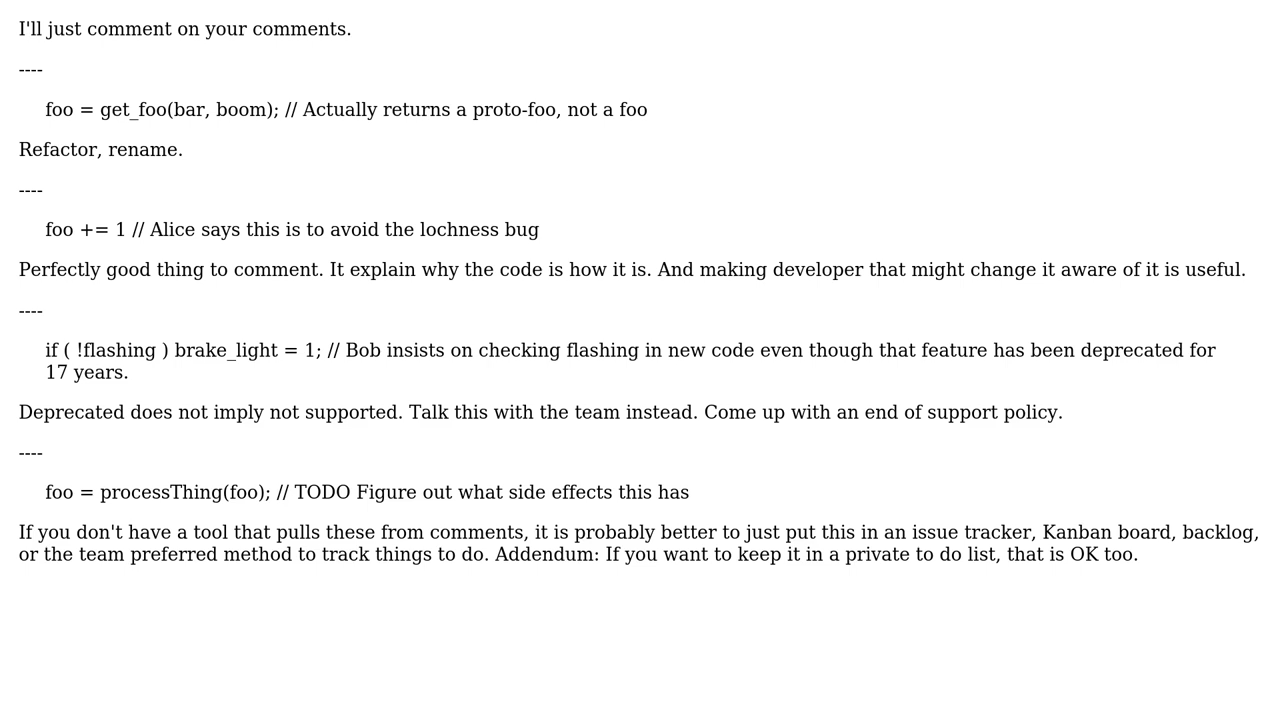 I'll just comment on your comments.
----
foo = get_foo(bar, boom); // Actually returns a proto-foo, not a foo
Refactor, rename.
----
foo += 1 // Alice says this is to avoid the lochness bug
Perfectly good thing to comment. It explain why the code is how it is. And making developer that might change it aware of it is useful.
----
if ( !flashing ) brake_light = 1; // Bob insists on checking flashing in new code even though that feature has been deprecated for
17 years.
Deprecated does not imply not supported. Talk this with the team instead. Come up with an end of support policy.
----
foo = processThing(foo); // TODO Figure out what side effects this has
If you don't have a tool that pulls these from comments, it is probably better to just put this in an issue tracker, Kanban board, backlog,
or the team preferred method to track things to do. Addendum: If you want to keep it in a private to do list, that is OK too.